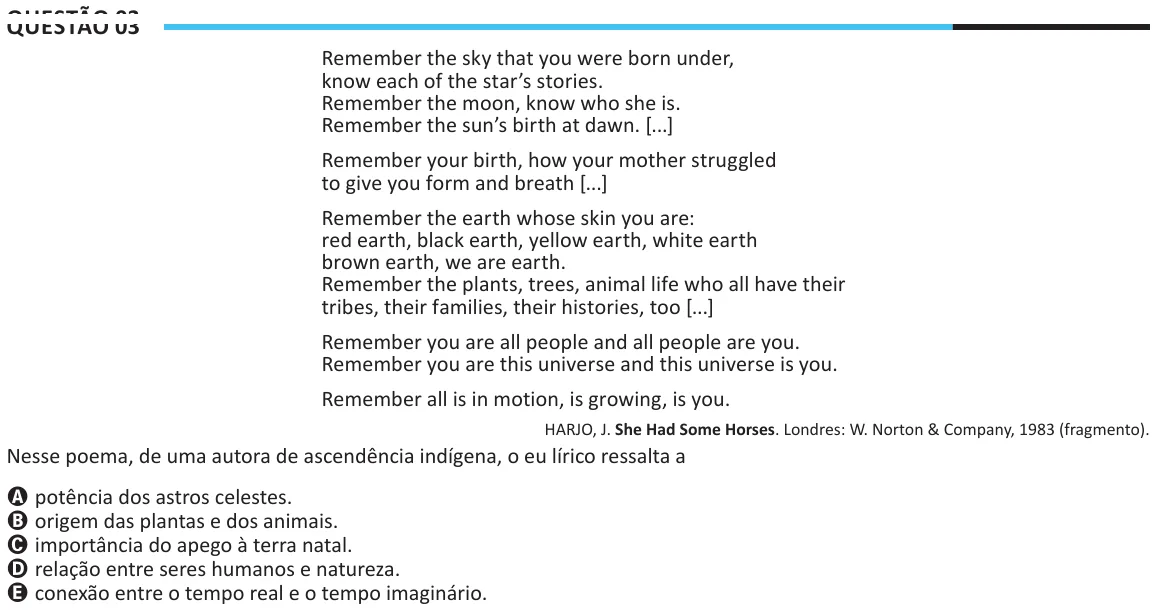 QUESTÃO 03
Remember the sky that you were born under,
know each of the star’s stories.
Remember the moon, know who she is.
Remember the sun’s birth at dawn. [...]
Remember your birth, how your mother struggled
to give you form and breath [...]
Remember the earth whose skin you are:
red earth, black earth, yellow earth, white earth
brown earth, we are earth.
Remember the plants, trees, animal life who all have their
tribes, their families, their histories, too [...]
Remember you are all people and all people are you.
Remember you are this universe and this universe is you.
Remember all is in motion, is growing, is you.
HARJO, J. She Had Some Horses. Londres: W. Norton & Company, 1983 (fragmento).
Nesse poema, de uma autora de ascendência indígena, o eu lírico ressalta a
A potência dos astros celestes.
B origem das plantas e dos animais.
C importância do apego à terra natal.
D relação entre seres humanos e natureza.
E conexão entre o tempo real e o tempo imaginário.